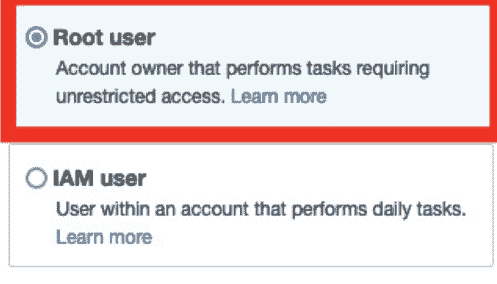 Root user
Account owner that performs tasks requiring
unrestricted access. Learn more
IAM user
User within an account that performs daily tasks.
Learn more